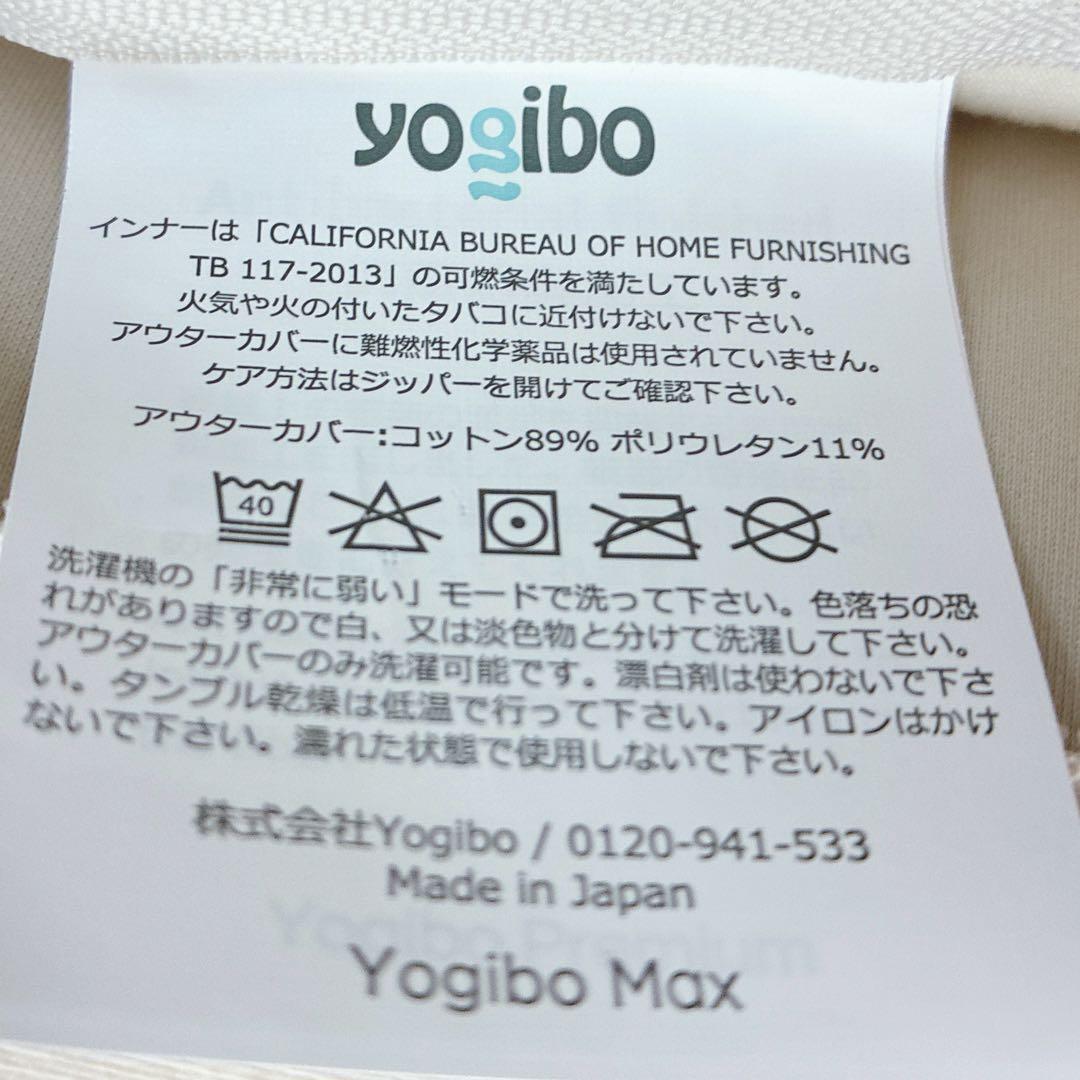 yogibo
インナーは「CALIFORNIA BUREAU OF HOME FURNISHING
TB 117-2013」の可燃条件を満たしています。
火気や火の付いたタバコに近付けないで下さい。
アウターカバーに難燃性化学薬品は使用されていません。
ケア方法はジッパーを開けてご確認下さい。
アウターカバー:コットン89% ポリウレタン11%
40
洗濯機の「非常に弱い」モードで洗って下さい。色落ちの恐
れがありますので白、又は淡色物と分けて洗濯して下さい。
アウターカバーのみ洗濯可能です。漂白剤は使わないで下さ
い。タンブル乾燥は低温で行って下さい。アイロンはかけ
ないで下さい。濡れた状態で使用しないで下さい。
株式会社Yogibo / 0120-941-533
Made in Japan
Yogibo Premium
Yogibo Max